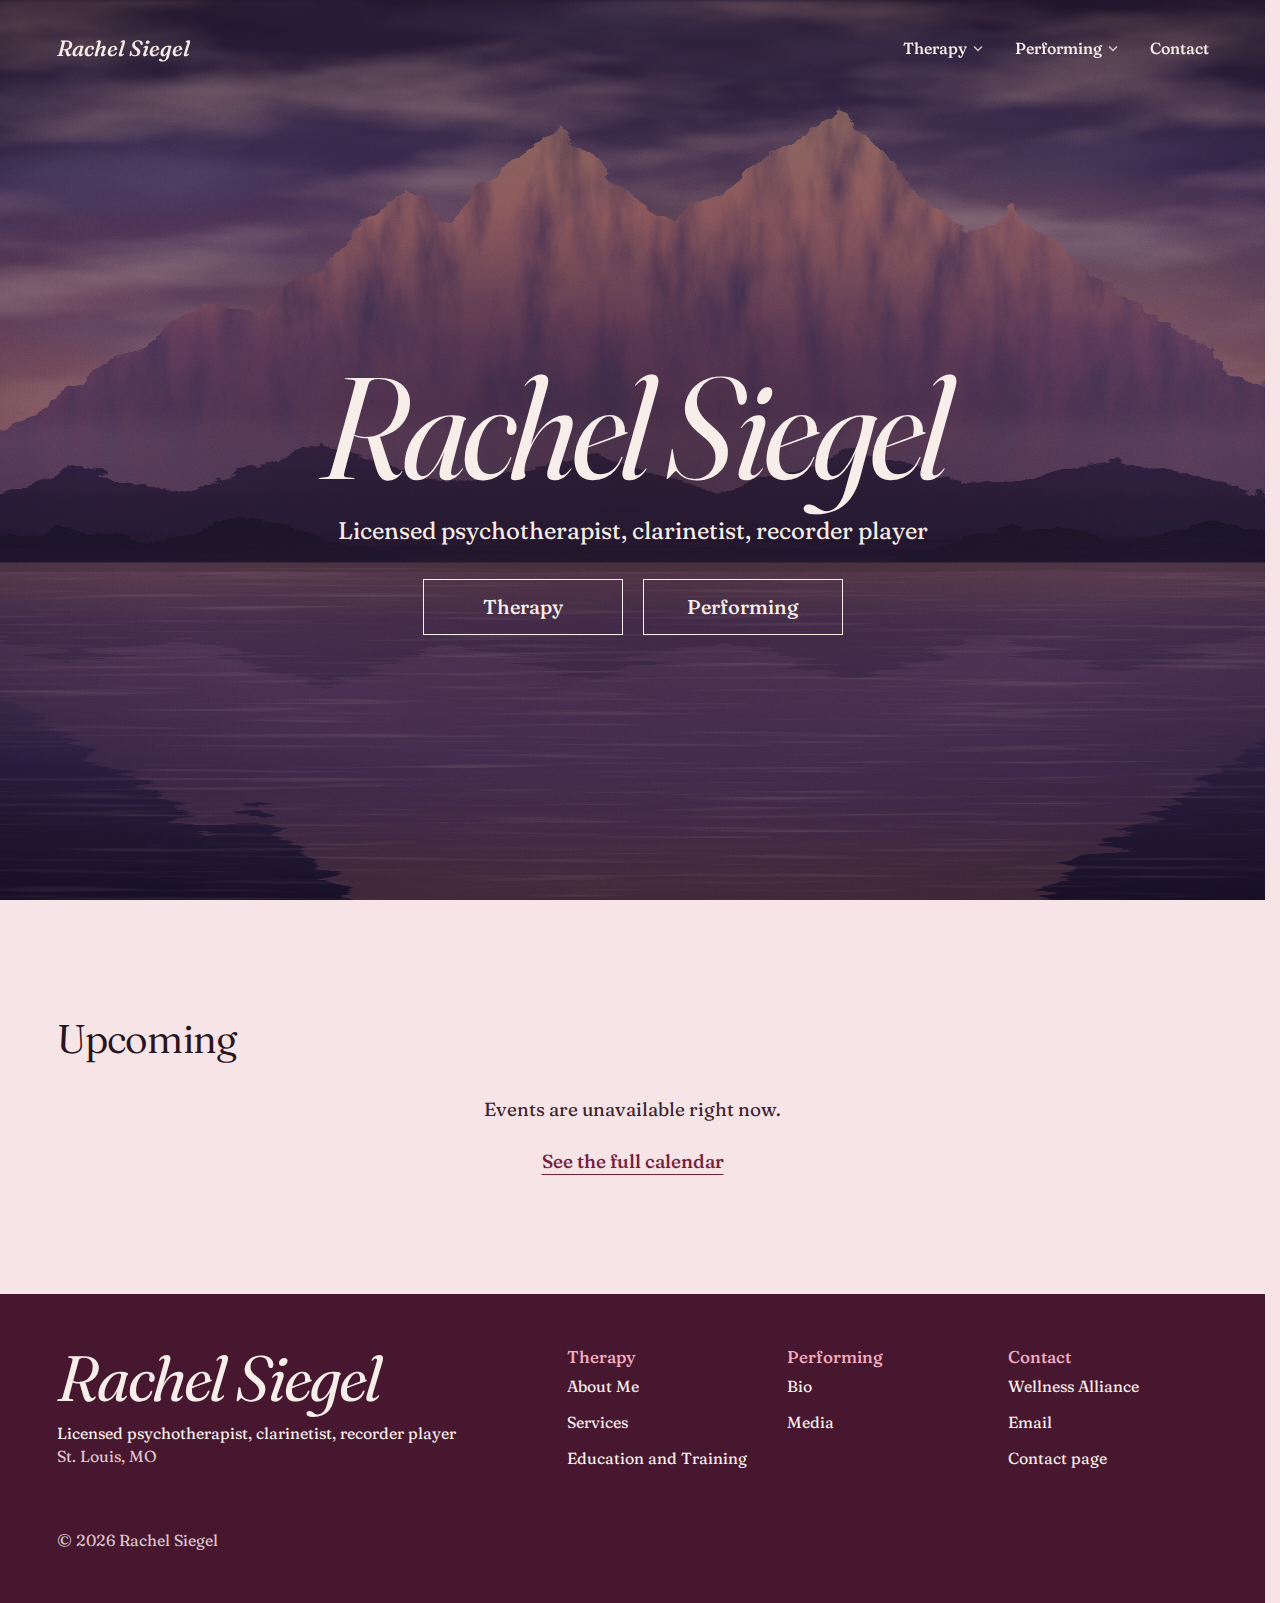 Rachel Siegel
Therapy Performing Contact
Rachel Siegel
Licensed psychotherapist, clarinetist, recorder player
Therapy Performing
Upcoming
Events are unavailable right now.
See the full calendar
Rachel Siegel
Licensed psychotherapist, clarinetist, recorder player
St. Louis, MO
Therapy
About Me
Services
Education and Training
Performing
Bio
Media
Contact
Wellness Alliance
Email
Contact page
© 2026 Rachel Siegel